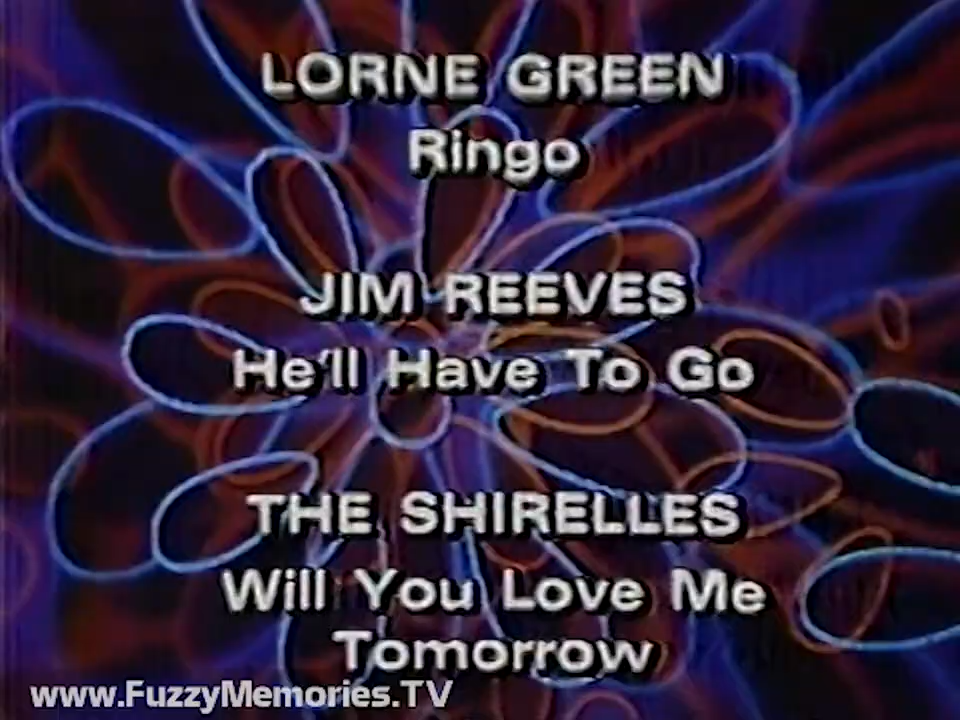 LORNE GREEN
Ringo
JIM REEVES
He'll Have To Go
THE SHIRELLES
Will You Love Me
Tomorrow
www.FuzzyMemories.TV